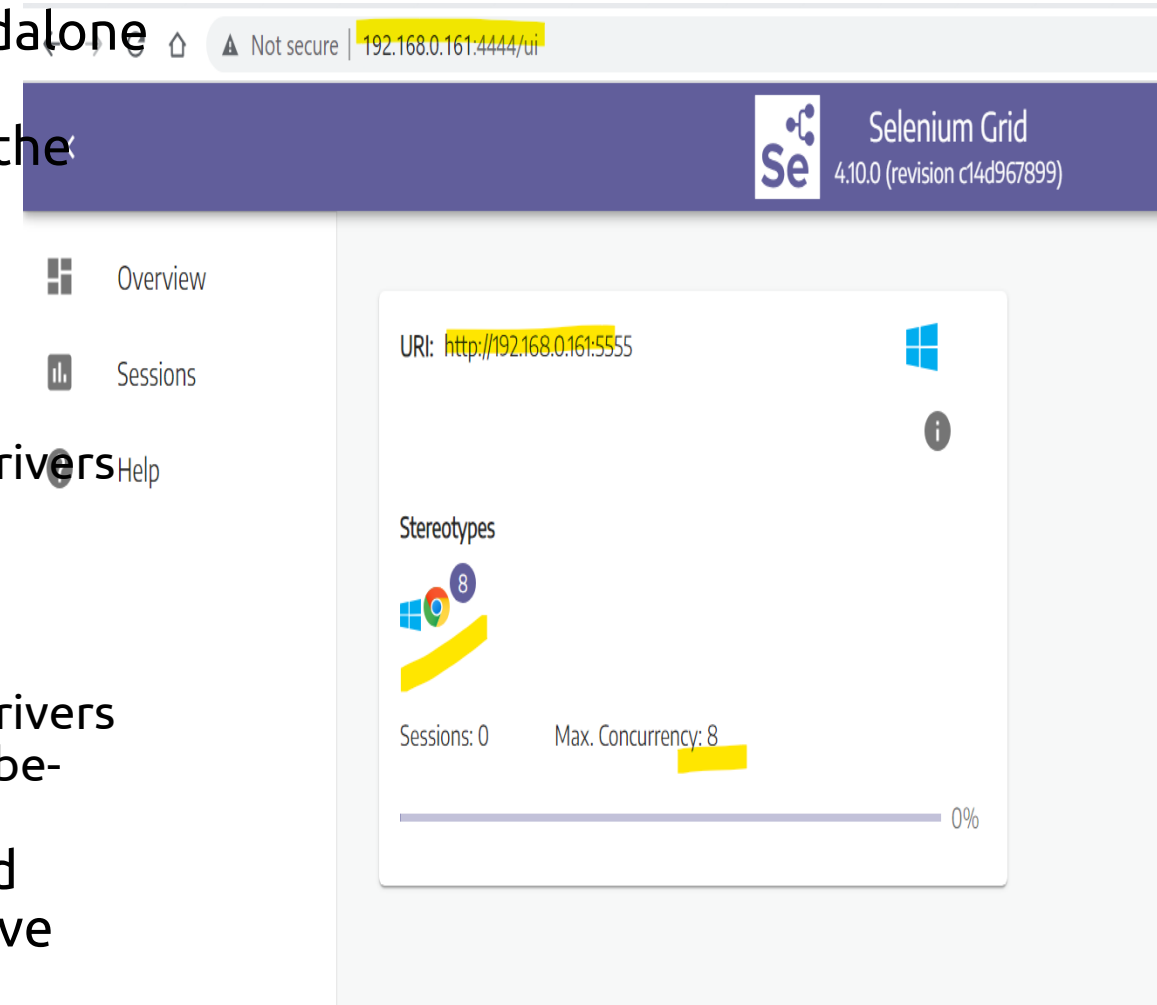 dalone
Not secure
192.168.0.161:4444/ui
the
Se
Selenium Grid
4.10.0 (revision c14d967899)
Overview
URI: http://192.168.0.161:5555
Sessions
rivers
Help
Stereotypes
8
rivers
Sessions: 0 Max. Concurrency: 8
be-
0%
d
ve